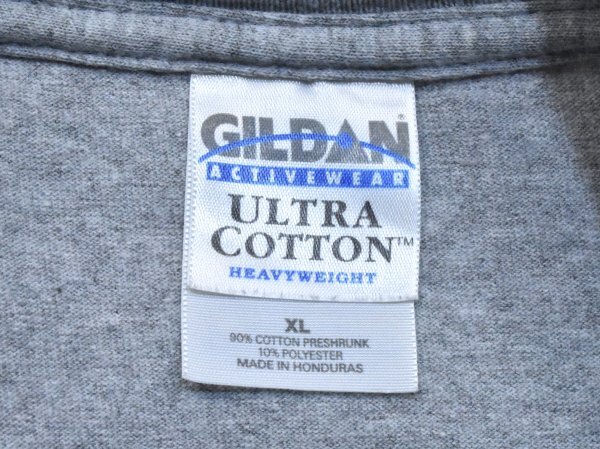 GILDAN®
ACTIVEWEAR
ULTRA
COTTON™
HEAVYWEIGHT
XL
90% COTTON PRESHRUNK
10% POLYESTER
MADE IN HONDURAS